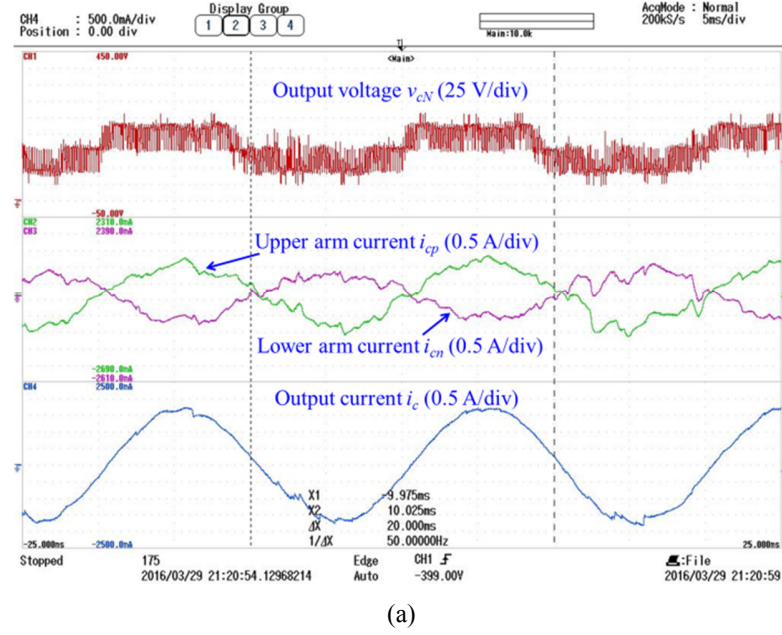 CH4 : 500.0mA/div
Position : 0.00 div
Display Group
1 2 3 4
Main:10.0k
AcqMode : Normal
200kS/s 5ms/div
<Main>
CH1 450.00V
Output voltage vcN (25 V/div)
-50.00V
CH2 2310.0mA
CH3 2390.0mA
Upper arm current icp (0.5 A/div)
Lower arm current icn (0.5 A/div)
-2690.0mA
-2610.0mA
CH4 2500.0mA
Output current ic (0.5 A/div)
X1 -9.975ms
X2 10.025ms
ΔX 20.000ms
1/ΔX 50.00000Hz
-25.000ms -2500.0mA 25.000ms
Stopped 175 Edge CH1 :File
2016/03/29 21:20:54.12968214 Auto -399.00V 2016/03/29 21:20:59
(a)